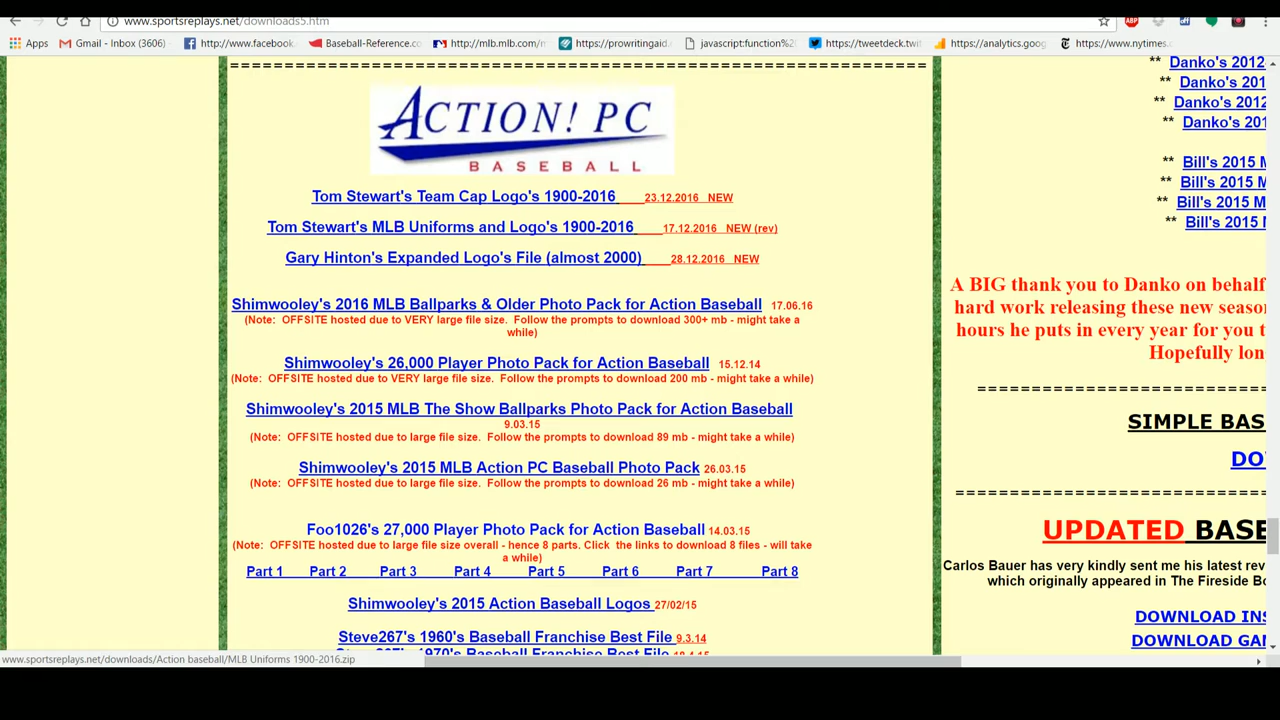 www.sportsreplays.net/downloads5.htm
Apps Gmail - Inbox (3606) http://www.facebook. Baseball-Reference.co http://mlb.mlb.com/n https://prowritingaid. javascript:function% https://tweetdeck.twi https://analytics.goog https://www.nytimes.
ACTION! PC
BASEBALL
Tom Stewart's Team Cap Logo's 1900-2016 23.12.2016 NEW
Tom Stewart's MLB Uniforms and Logo's 1900-2016 17.12.2016 NEW (rev)
Gary Hinton's Expanded Logo's File (almost 2000) 28.12.2016 NEW
Shimwooley's 2016 MLB Ballparks & Older Photo Pack for Action Baseball 17.06.16
(Note: OFFSITE hosted due to VERY large file size. Follow the prompts to download 300+ mb - might take a
while)
Shimwooley's 26,000 Player Photo Pack for Action Baseball 15.12.14
(Note: OFFSITE hosted due to VERY large file size. Follow the prompts to download 200 mb - might take a while)
Shimwooley's 2015 MLB The Show Ballparks Photo Pack for Action Baseball
9.03.15
(Note: OFFSITE hosted due to large file size. Follow the prompts to download 89 mb - might take a while)
Shimwooley's 2015 MLB Action PC Baseball Photo Pack 26.03.15
(Note: OFFSITE hosted due to large file size. Follow the prompts to download 26 mb - might take a while)
Foo1026's 27,000 Player Photo Pack for Action Baseball 14.03.15
(Note: OFFSITE hosted due to large file size overall - hence 8 parts. Click the links to download 8 files - will take
a while)
Part 1 Part 2 Part 3 Part 4 Part 5 Part 6 Part 7 Part 8
Shimwooley's 2015 Action Baseball Logos 27/02/15
Steve267's 1960's Baseball Franchise Best File 9.3.14
1970's Baseball Franchise Best File
www.sportsreplays.net/downloads/Action baseball/MLB Uniforms 1900-2016.zip
** Danko's 2012
** Danko's 201
** Danko's 2012
** Danko's 201
** Bill's 2015 M
** Bill's 2015 M
** Bill's 2015 M
** Bill's 2015 M
A BIG thank you to Danko on behalf
hard work releasing these new season
hours he puts in every year for you t
Hopefully lon
SIMPLE BAS
DO
UPDATED BASE
Carlos Bauer has very kindly sent me his latest rev
which originally appeared in The Fireside Bo
DOWNLOAD INS
DOWNLOAD GA